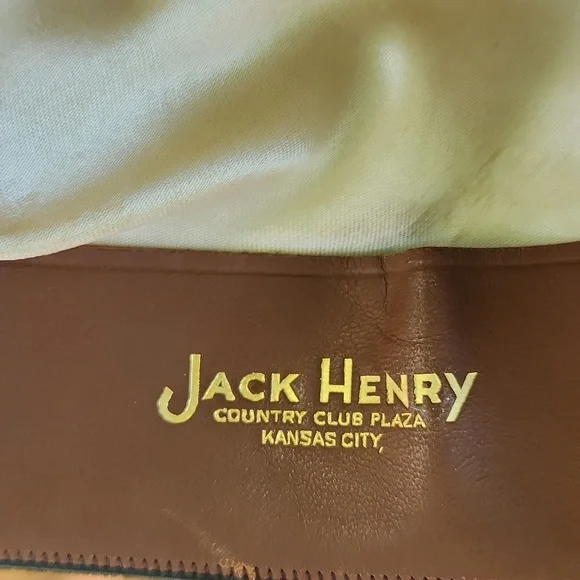 JACK HENRY
COUNTRY CLUB PLAZA
KANSAS CITY,